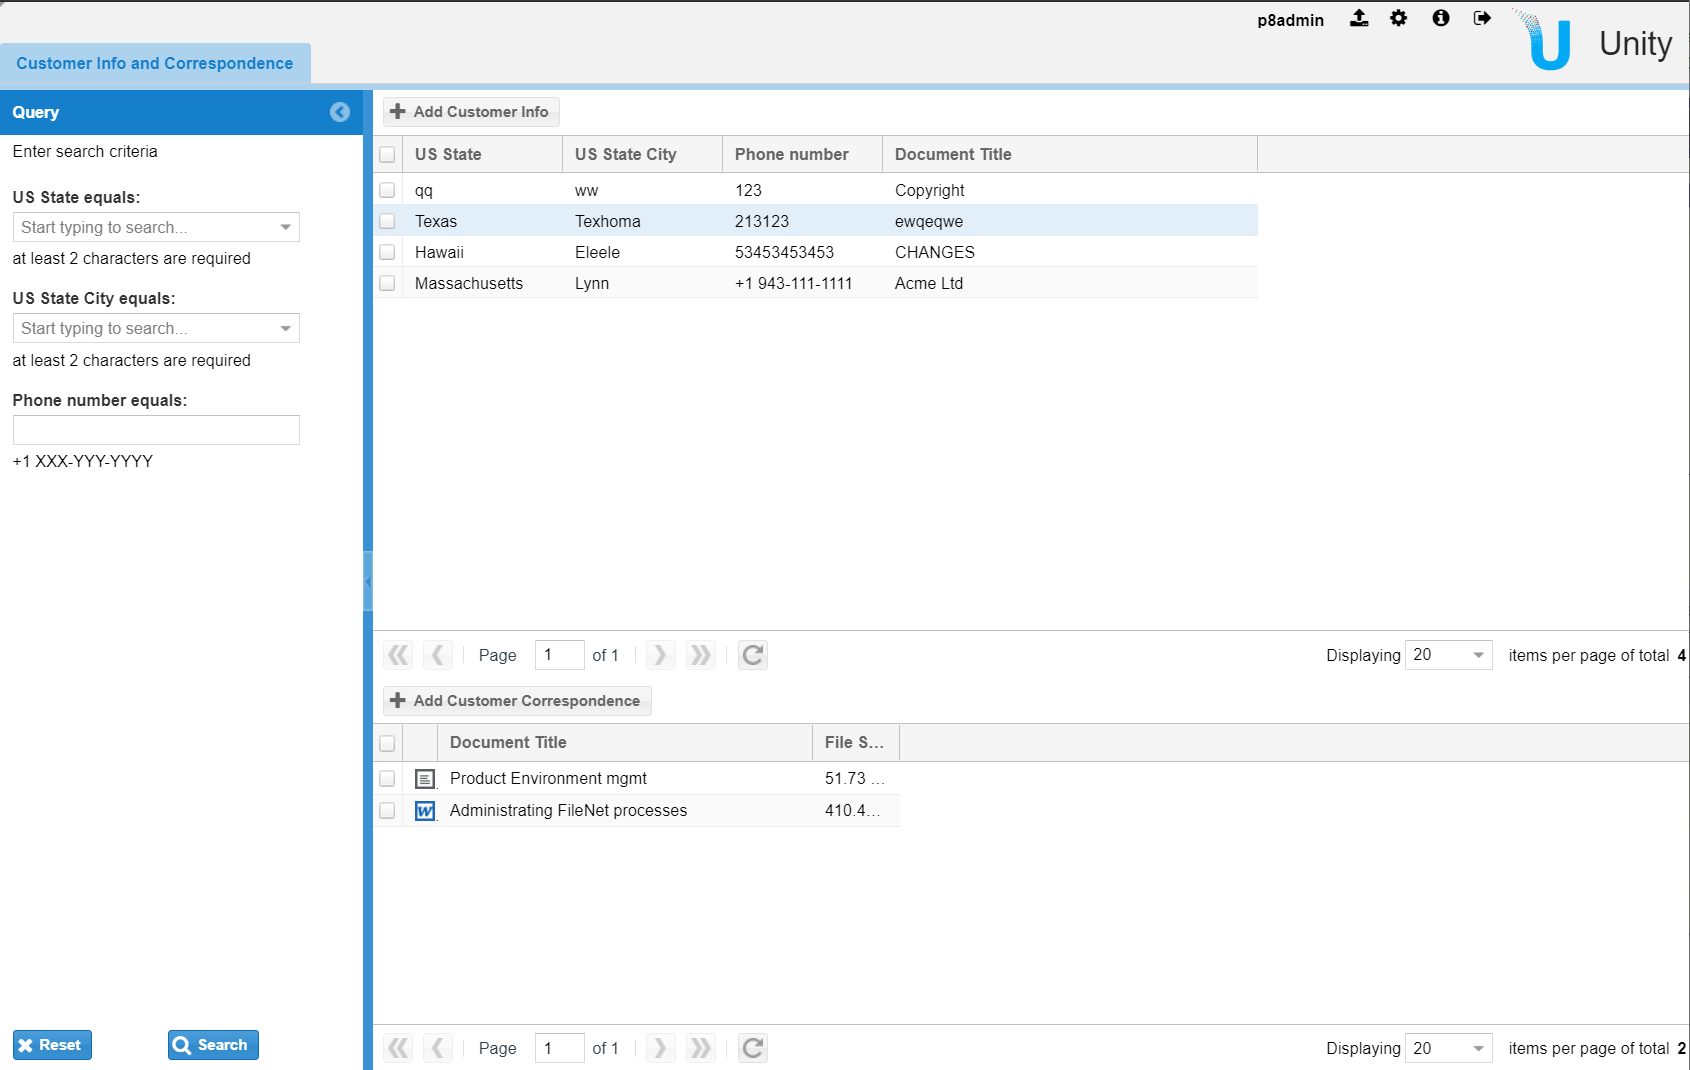 p8admin
Unity
Customer Info and Correspondence
Query
Enter search criteria
US State equals:
Start typing to search...
at least 2 characters are required
US State City equals:
Start typing to search...
at least 2 characters are required
Phone number equals:
+1 XXX-YYY-YYYY
Reset
Search
Add Customer Info
US State US State City Phone number Document Title
qq ww 123 Copyright
Texas Texhoma 213123 ewqeqwe
Hawaii Eleele 53453453453 CHANGES
Massachusetts Lynn +1 943-111-1111 Acme Ltd
Page 1 of 1 Displaying 20 items per page of total 4
Add Customer Correspondence
Document Title File S...
Product Environment mgmt 51.73 ...
Administrating FileNet processes 410.4...
Page 1 of 1 Displaying 20 items per page of total 2